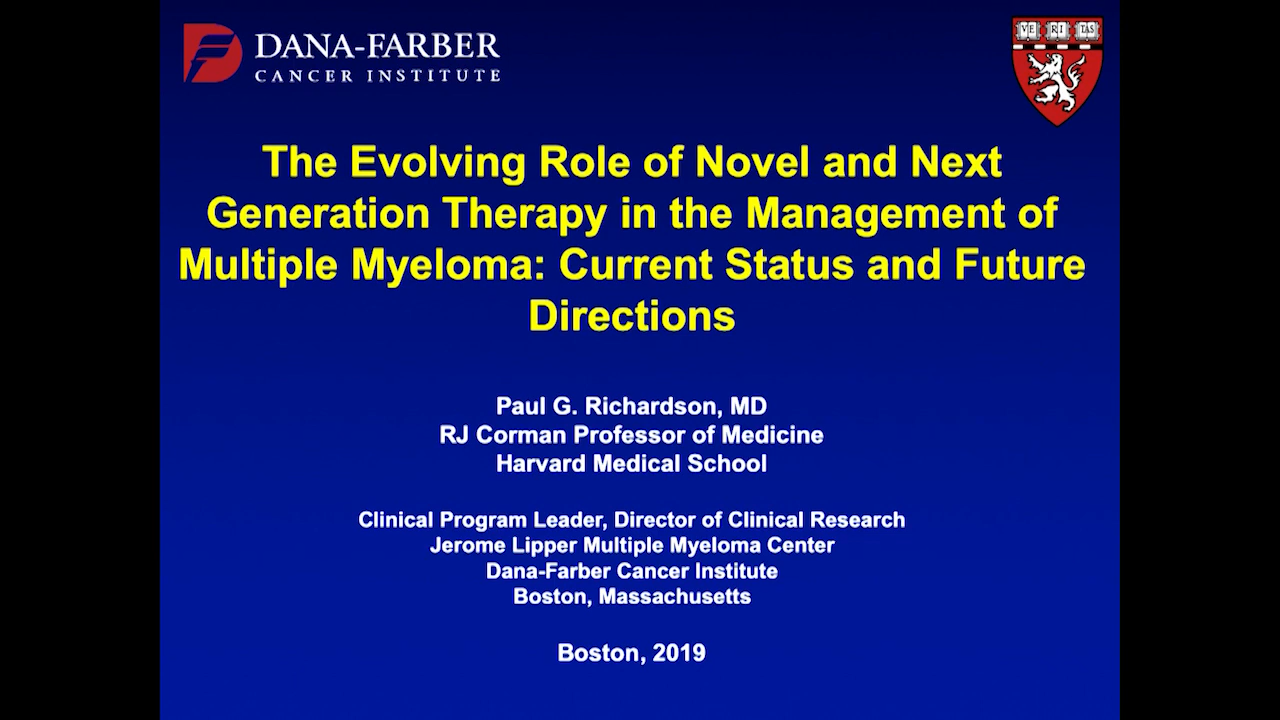 DANA-FARBER
CANCER INSTITUTE
VE RI TAS
The Evolving Role of Novel and Next
Generation Therapy in the Management of
Multiple Myeloma: Current Status and Future
Directions
Paul G. Richardson, MD
RJ Corman Professor of Medicine
Harvard Medical School
Clinical Program Leader, Director of Clinical Research
Jerome Lipper Multiple Myeloma Center
Dana-Farber Cancer Institute
Boston, Massachusetts
Boston, 2019